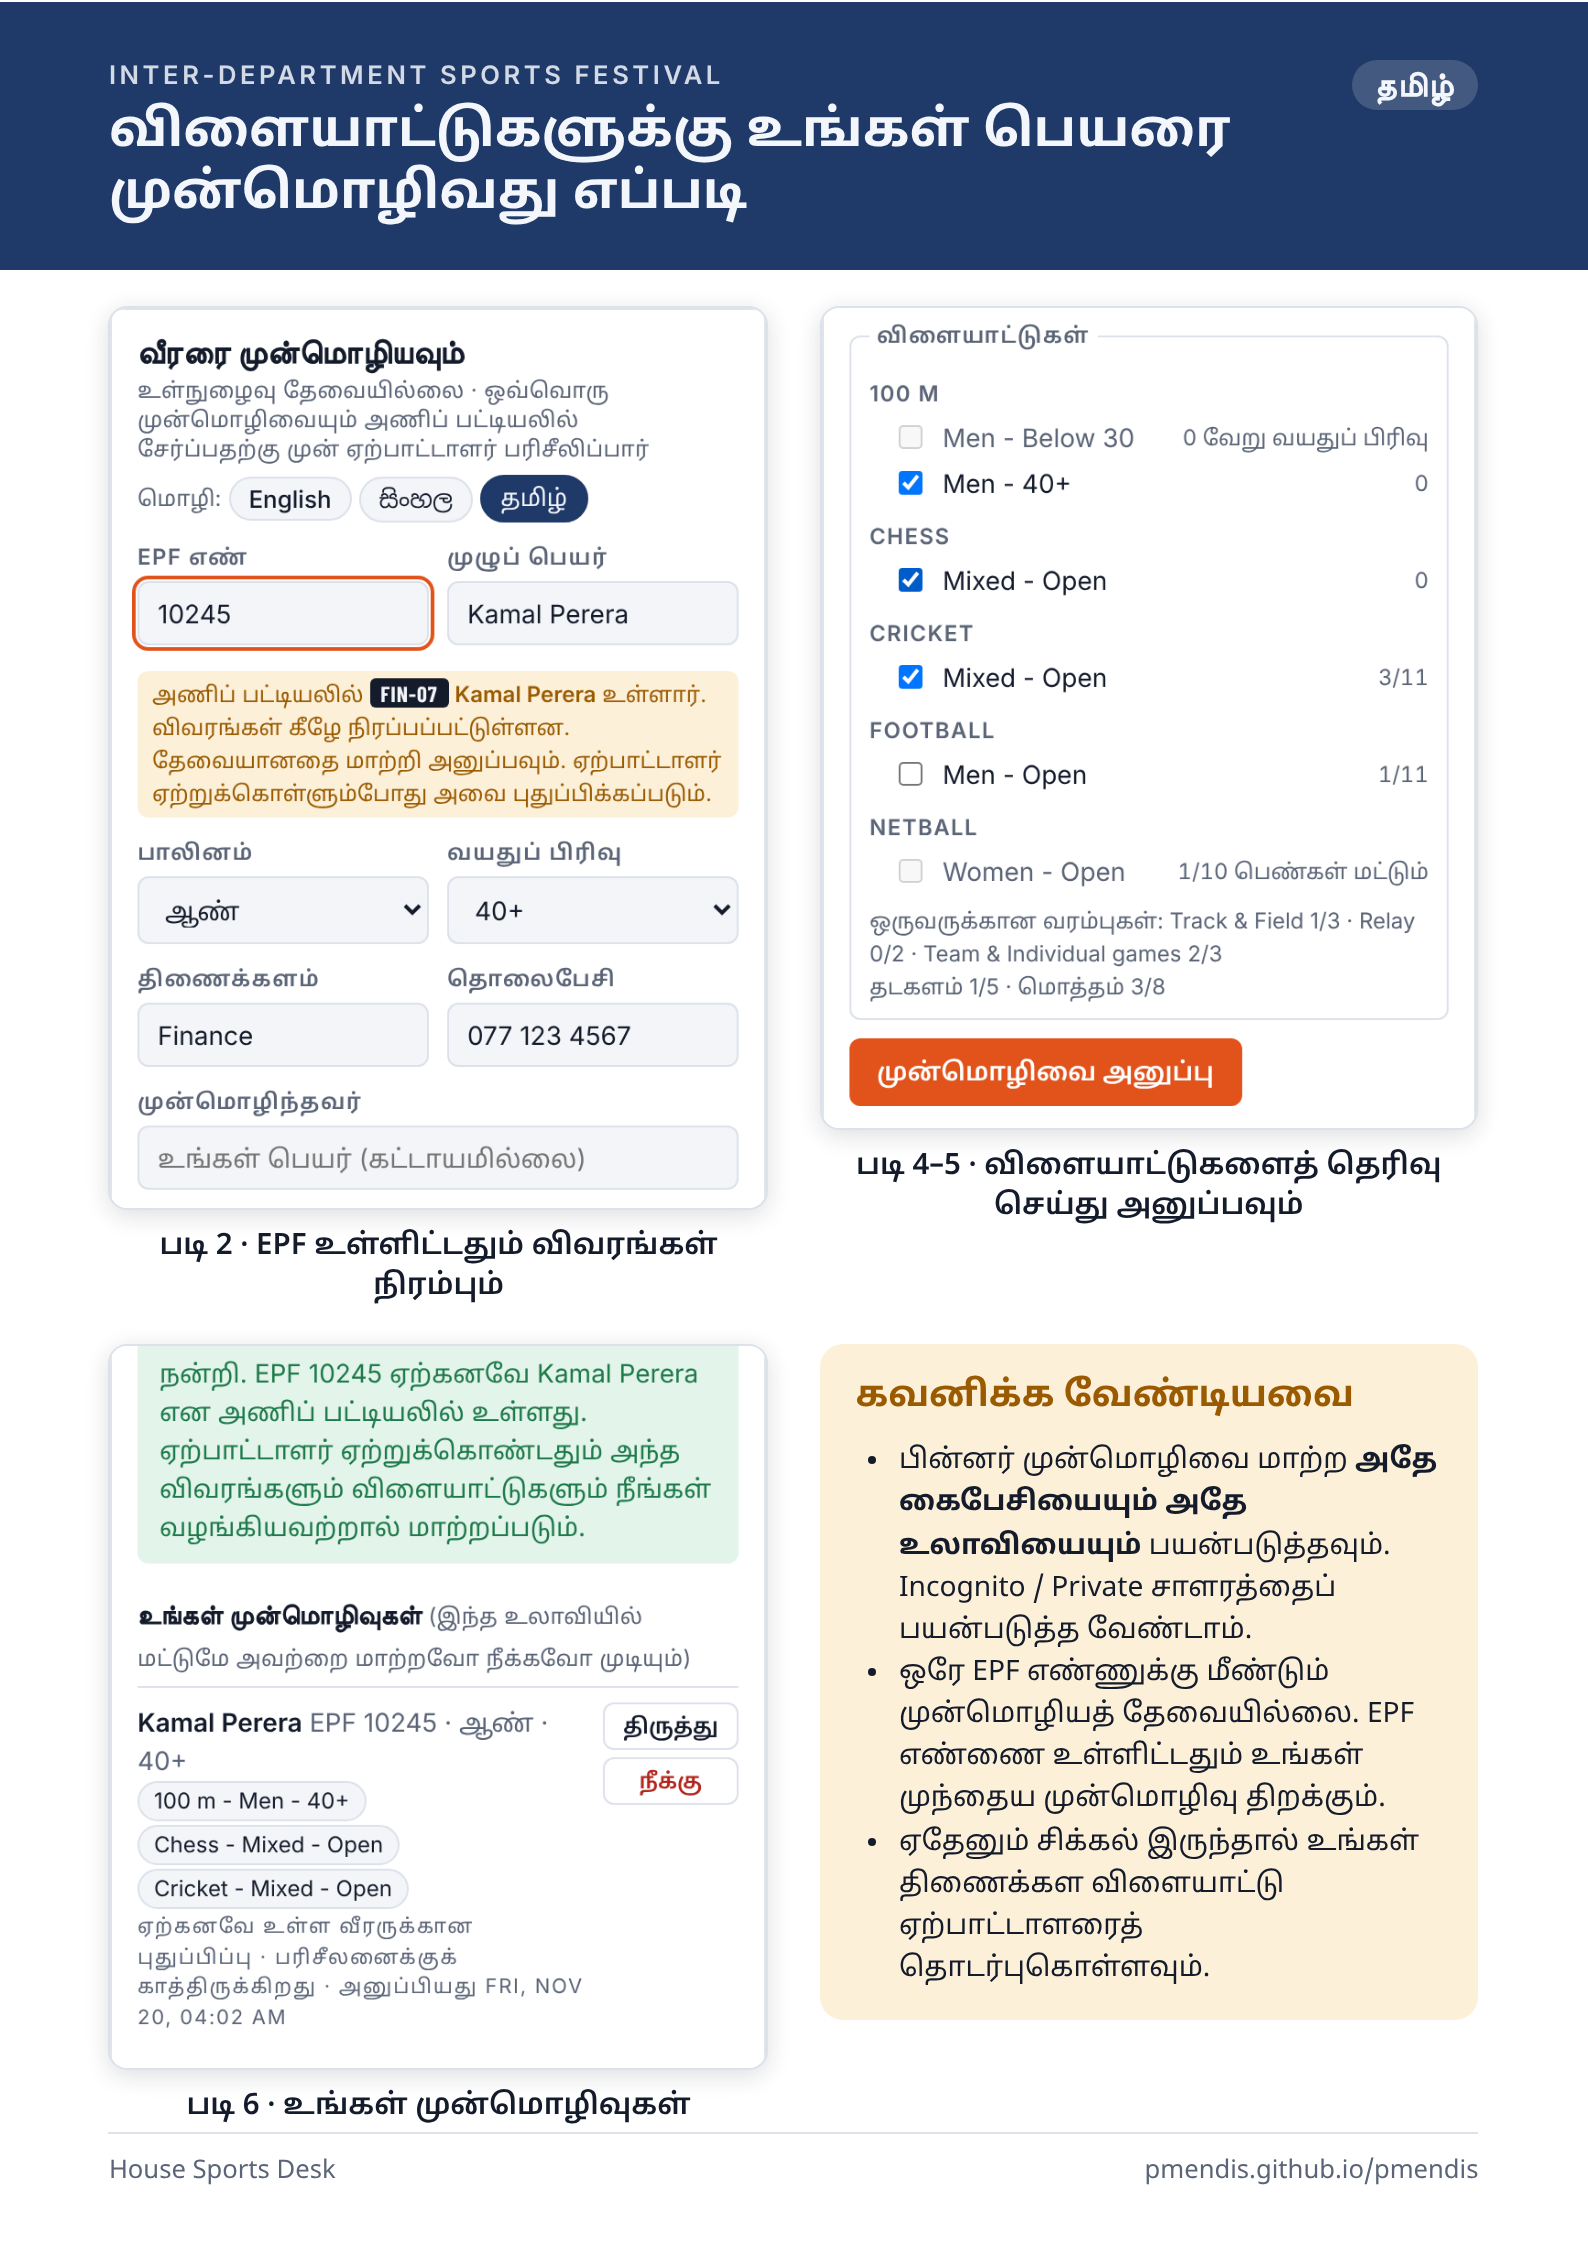 INTER-DEPARTMENT SPORTS FESTIVAL
தமிழ்
விளையாட்டுகளுக்கு உங்கள் பெயரை
முன்மொழிவது எப்படி
வீரரை முன்மொழியவும்
உள்நுழைவு தேவையில்லை · ஒவ்வொரு
முன்மொழிவையும் அணிப் பட்டியலில்
சேர்ப்பதற்கு முன் ஏற்பாட்டாளர் பரிசீலிப்பார்
மொழி: English සිංහල தமிழ்
EPF எண் முழுப் பெயர்
10245 Kamal Perera
அணிப் பட்டியலில் FIN-07 Kamal Perera உள்ளார்.
விவரங்கள் கீழே நிரப்பப்பட்டுள்ளன.
தேவையானதை மாற்றி அனுப்பவும். ஏற்பாட்டாளர்
ஏற்றுக்கொள்ளும்போது அவை புதுப்பிக்கப்படும்.
பாலினம் வயதுப் பிரிவு
ஆண் 40+
திணைக்களம் தொலைபேசி
Finance 077 123 4567
முன்மொழிந்தவர்
உங்கள் பெயர் (கட்டாயமில்லை)
படி 2 · EPF உள்ளிட்டதும் விவரங்கள்
நிரம்பும்
விளையாட்டுகள்
100 M
Men - Below 30 0 வேறு வயதுப் பிரிவு
Men - 40+ 0
CHESS
Mixed - Open 0
CRICKET
Mixed - Open 3/11
FOOTBALL
Men - Open 1/11
NETBALL
Women - Open 1/10 பெண்கள் மட்டும்
ஒருவருக்கான வரம்புகள்: Track & Field 1/3 · Relay
0/2 · Team & Individual games 2/3
தடகளம் 1/5 · மொத்தம் 3/8
முன்மொழிவை அனுப்பு
படி 4–5 · விளையாட்டுகளைத் தெரிவு
செய்து அனுப்பவும்
நன்றி. EPF 10245 ஏற்கனவே Kamal Perera
என அணிப் பட்டியலில் உள்ளது.
ஏற்பாட்டாளர் ஏற்றுக்கொண்டதும் அந்த
விவரங்களும் விளையாட்டுகளும் நீங்கள்
வழங்கியவற்றால் மாற்றப்படும்.
உங்கள் முன்மொழிவுகள் (இந்த உலாவியில்
மட்டுமே அவற்றை மாற்றவோ நீக்கவோ முடியும்)
Kamal Perera EPF 10245 · ஆண் ·
40+
திருத்து
நீக்கு
100 m - Men - 40+
Chess - Mixed - Open
Cricket - Mixed - Open
ஏற்கனவே உள்ள வீரருக்கான
புதுப்பிப்பு · பரிசீலனைக்குக்
காத்திருக்கிறது · அனுப்பியது FRI, NOV
20, 04:02 AM
படி 6 · உங்கள் முன்மொழிவுகள்
கவனிக்க வேண்டியவை
• பின்னர் முன்மொழிவை மாற்ற அதே
கைபேசியையும் அதே
உலாவியையும் பயன்படுத்தவும்.
Incognito / Private சாளரத்தைப்
பயன்படுத்த வேண்டாம்.
• ஒரே EPF எண்ணுக்கு மீண்டும்
முன்மொழியத் தேவையில்லை. EPF
எண்ணை உள்ளிட்டதும் உங்கள்
முந்தைய முன்மொழிவு திறக்கும்.
• ஏதேனும் சிக்கல் இருந்தால் உங்கள்
திணைக்கள விளையாட்டு
ஏற்பாட்டாளரைத்
தொடர்புகொள்ளவும்.
House Sports Desk
pmendis.github.io/pmendis